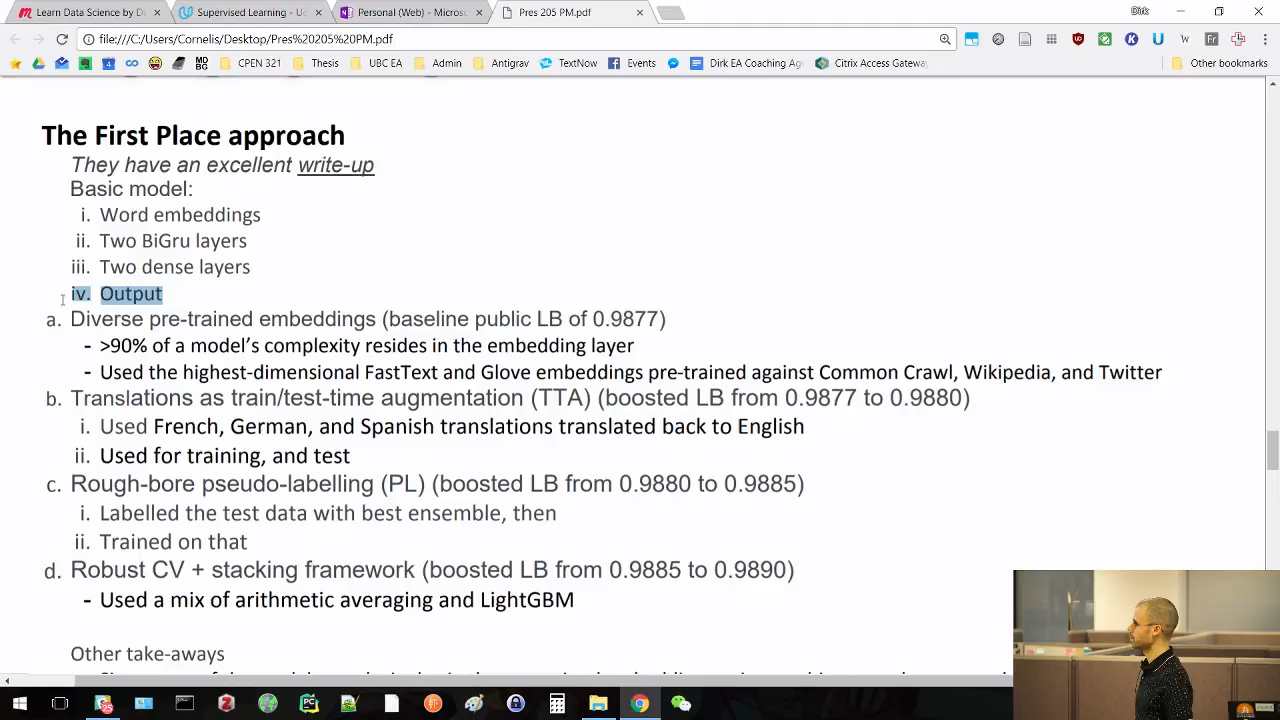 Learn Data Science by D
Supervised Learning - Uc
Personal (Web) - Micros
Pres 205 PM.pdf
file:///C:/Users/Cornelis/Desktop/Pres%20205%20PM.pdf
CPEN 321
Thesis
UBC EA
Admin
Antigrav
TextNow
Events
Dirk EA Coaching Ag
Citrix Access Gateway
Other bookmarks
The First Place approach
They have an excellent write-up
Basic model:
i. Word embeddings
ii. Two BiGru layers
iii. Two dense layers
iv. Output
a. Diverse pre-trained embeddings (baseline public LB of 0.9877)
- >90% of a model's complexity resides in the embedding layer
- Used the highest-dimensional FastText and Glove embeddings pre-trained against Common Crawl, Wikipedia, and Twitter
b. Translations as train/test-time augmentation (TTA) (boosted LB from 0.9877 to 0.9880)
i. Used French, German, and Spanish translations translated back to English
ii. Used for training, and test
c. Rough-bore pseudo-labelling (PL) (boosted LB from 0.9880 to 0.9885)
i. Labelled the test data with best ensemble, then
ii. Trained on that
d. Robust CV + stacking framework (boosted LB from 0.9885 to 0.9890)
- Used a mix of arithmetic averaging and LightGBM
Other take-aways